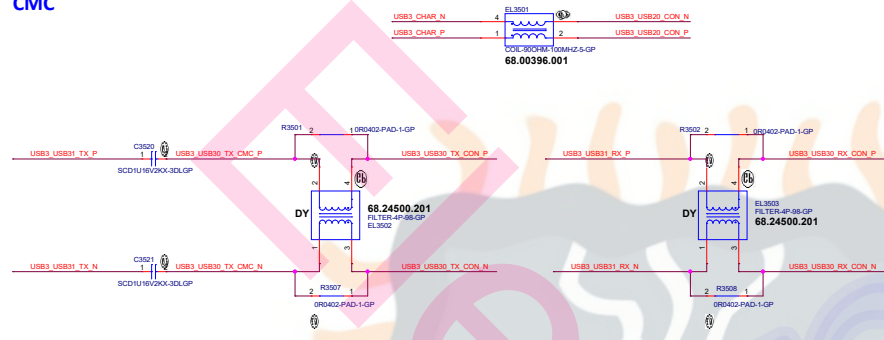 CMC
EL3501
USB3_CHAR_N 4 USB3_USB20_CON_N
USB3_CHAR_P 1 2 USB3_USB20_CON_P
COIL-90OHM-100MHZ-5-GP
68.00396.001
R3501 2 1 0R0402-PAD-1-GP
R3502 2 1 0R0402-PAD-1-GP
C3520
USB3_USB31_TX_P 1 USB3_USB30_TX_CMC_P USB3_USB30_TX_CON_P
USB3_USB31_RX_P USB3_USB30_RX_CON_P
SCD1U16V2KX-3DLGP
2 4
2 4
DY
68.24500.201
FILTER-4P-98-GP
EL3502
DY
EL3503
FILTER-4P-98-GP
68.24500.201
1 3
1 3
C3521
USB3_USB31_TX_N 1 USB3_USB30_TX_CMC_N USB3_USB30_TX_CON_N
USB3_USB31_RX_N USB3_USB30_RX_CON_N
SCD1U16V2KX-3DLGP
R3507
2 1
0R0402-PAD-1-GP
R3508
2 1
0R0402-PAD-1-GP